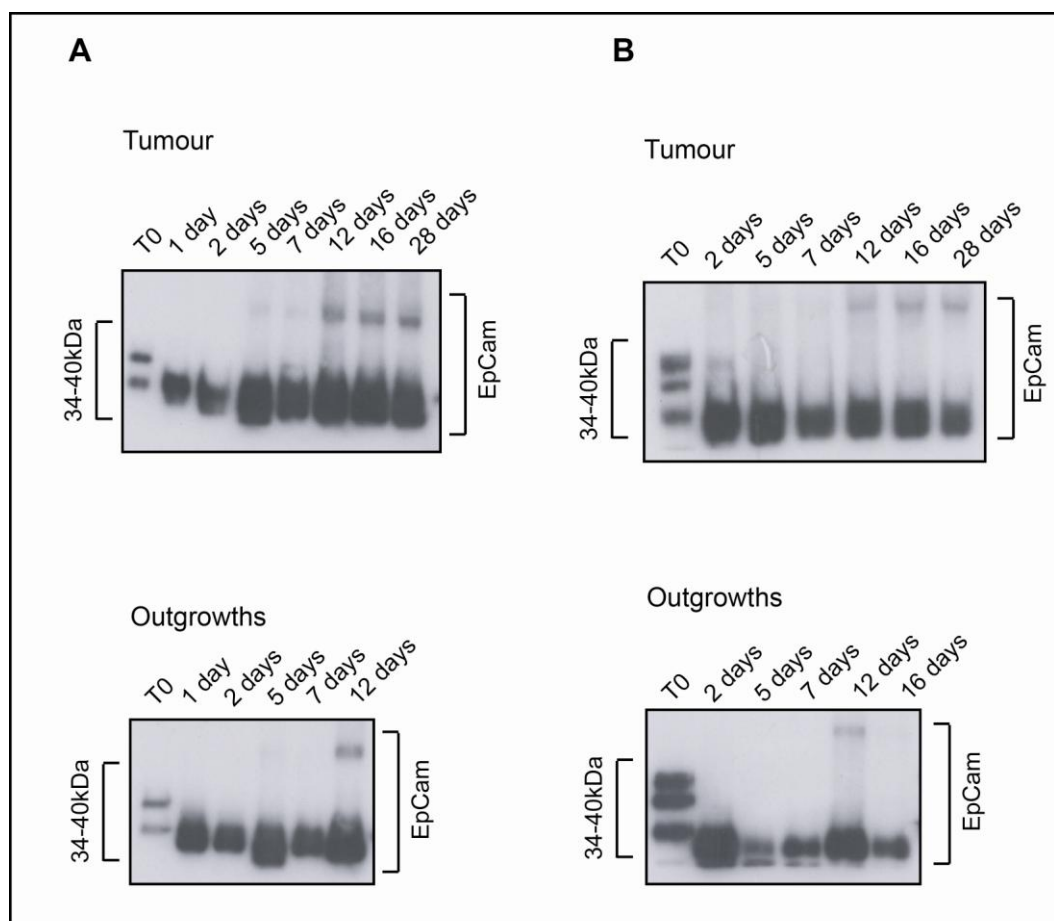 A
Tumour
T0 1 day 2 days 5 days 7 days 12 days 16 days 28 days
34-40kDa
EpCam
Outgrowths
T0 1 day 2 days 5 days 7 days 12 days
34-40kDa
EpCam
B
Tumour
T0 2 days 5 days 7 days 12 days 16 days 28 days
34-40kDa
EpCam
Outgrowths
T0 2 days 5 days 7 days 12 days 16 days
34-40kDa
EpCam